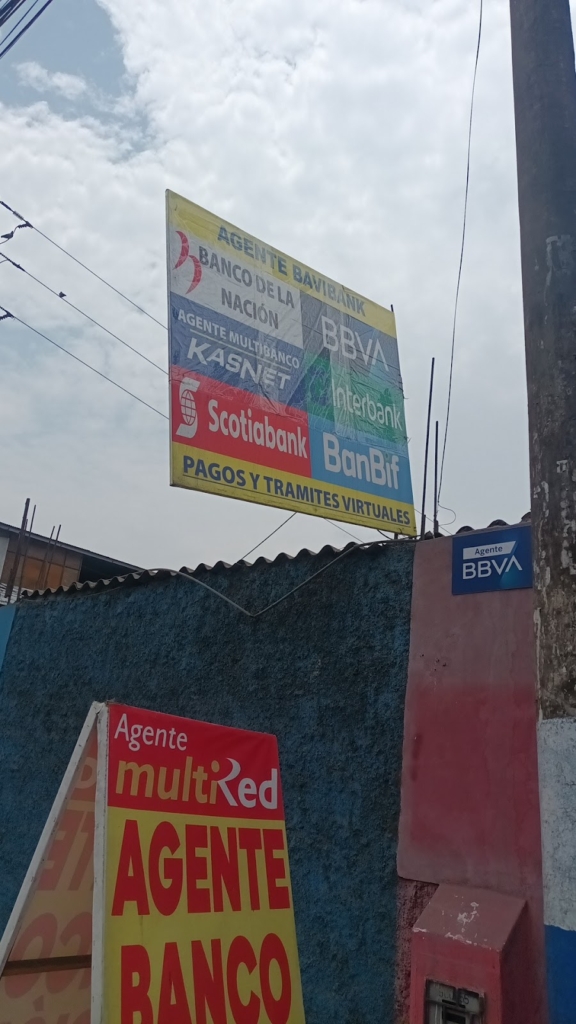 AGENTE BAVIBANK
BANCO DE LA
NACIÓN
AGENTE MULTIBANCO
KASNET
BBVA
Interbank
Scotiabank
BanBif
PAGOS Y TRAMITES VIRTUALES
Agente
BBVA
Agente
multiRed
AGENTE
BANCO